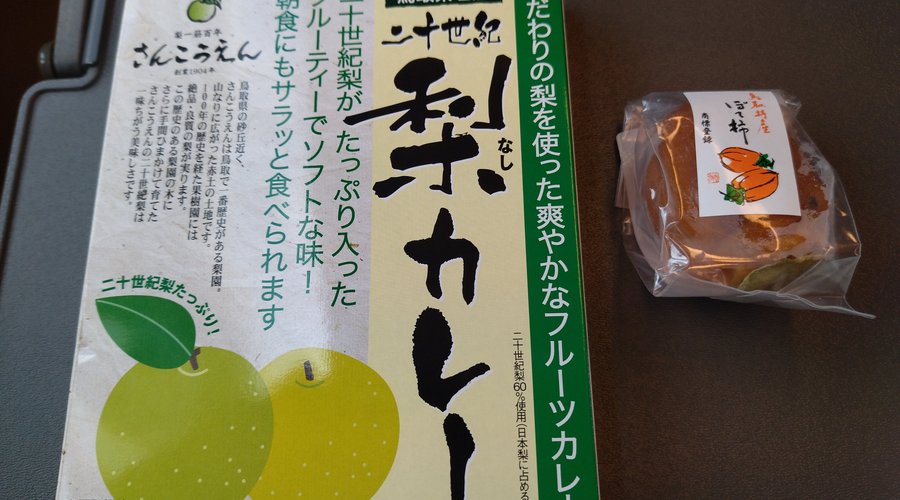 だわりの梨を使った爽やかなフルーツカレー
二十世紀
梨カレー
なし
二十世紀梨60%使用(日本梨に占める
二十世紀梨が たっぷり入った
フルーティーでソフトな味!
朝食にもサラッと食べられます
梨一筋百年
さんこうえん
創業1904年
鳥取県の砂丘近く、
さんこうえんは鳥取で一番歴史がある梨園。
山なりに広がった赤土の土地です。
100年の歴史を経た果樹園には
絶品・良質の梨が実ります。
この歴史のある梨園の木に
さらに手間ひまかけて育てた
さんこうえんの二十世紀梨は
一味ちがう美味しさです。
二十世紀梨たっぷり!
ぽて柿
商標登録